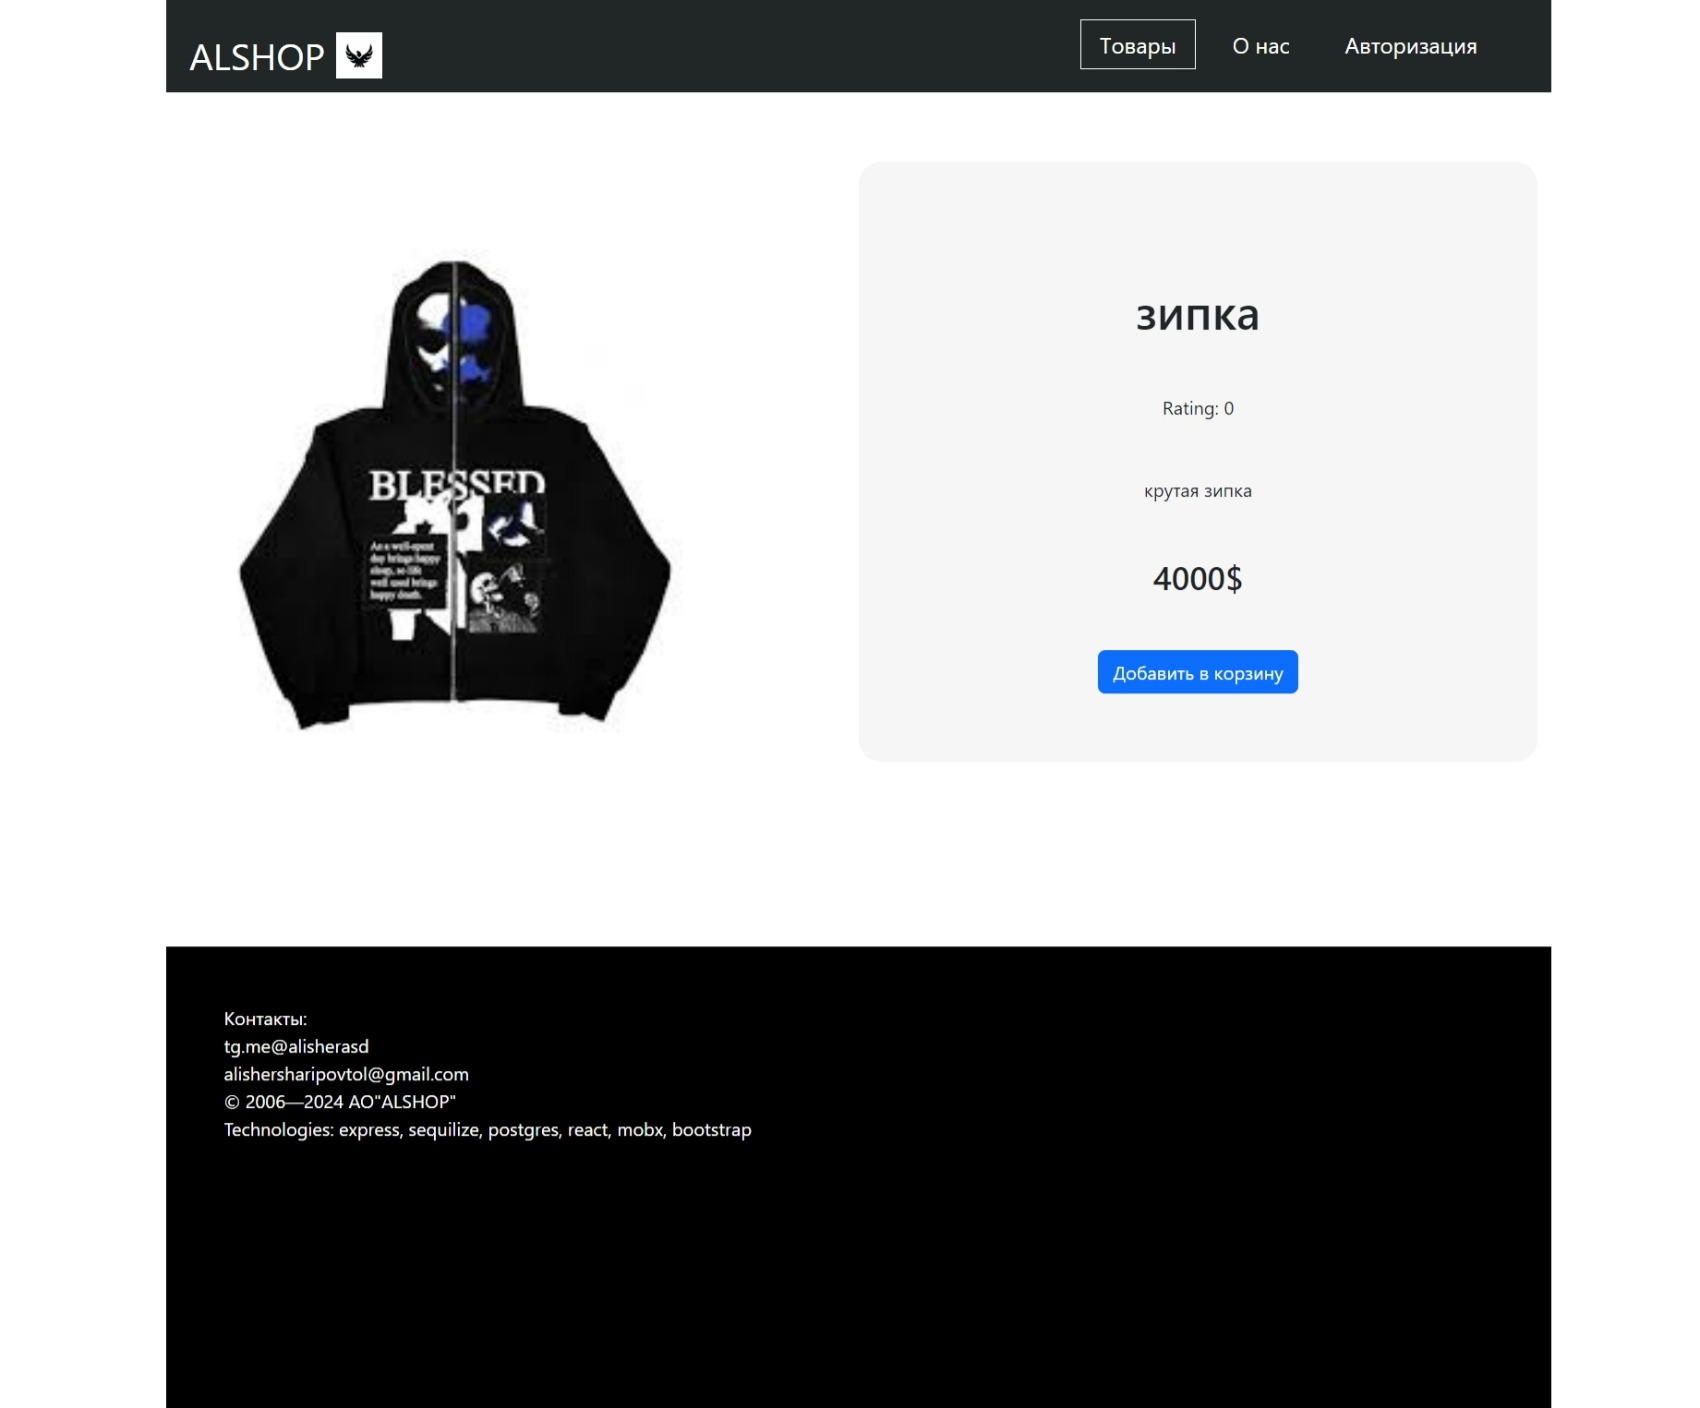 ALSHOP
Товары
О нас
Авторизация
BLESSED
As a well-spent
day brings happy
sleep, so life
well used brings
happy death.
зипка
Rating: 0
крутая зипка
4000$
Добавить в корзину
Контакты:
tg.me@alisherasd
alishersharipovtol@gmail.com
© 2006—2024 АО"ALSHOP"
Technologies: express, sequilize, postgres, react, mobx, bootstrap